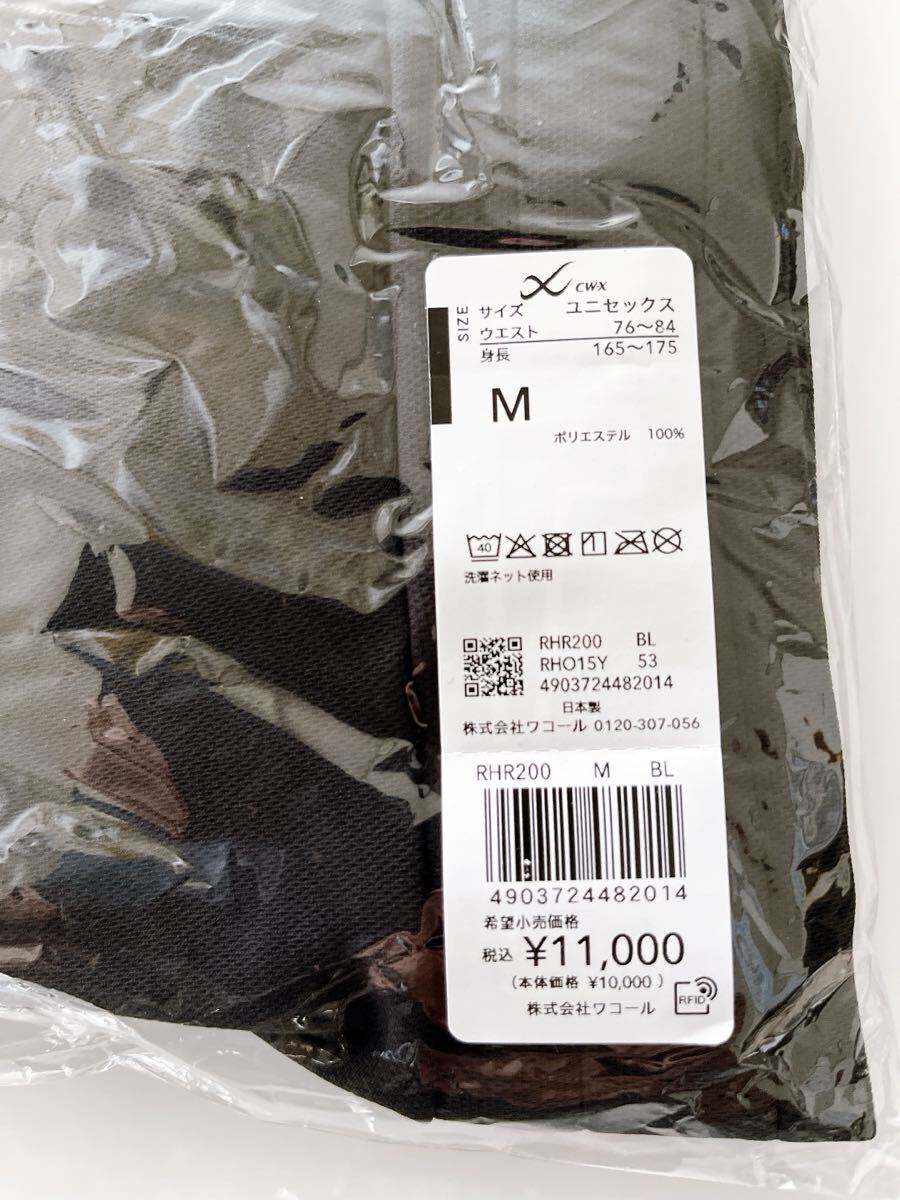 CW-X
SIZE
サイズ ユニセックス
ウエスト 76～84
身長 165～175
M
ポリエステル 100%
40
洗濯ネット使用
RHR200 BL
RHO15Y 53
4903724482014
日本製
株式会社ワコール 0120-307-056
RHR200 M BL
4903724482014
希望小売価格
税込 ¥11,000
(本体価格 ¥10,000)
株式会社ワコール
RFID